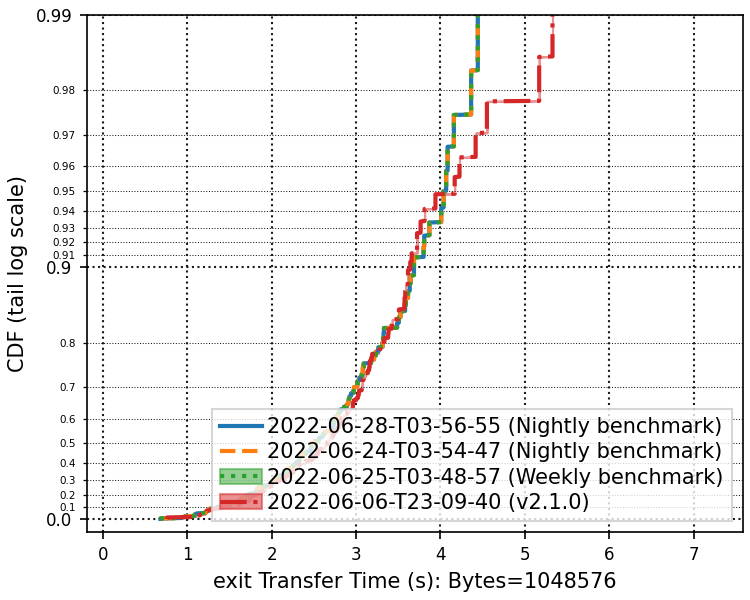 0.99
0.98
0.97
0.96
0.95
0.94
0.93
0.92
0.91
0.9
0.8
0.7
0.6
0.5
0.4
0.3
0.2
0.1
0.0
CDF (tail log scale)
2022-06-28-T03-56-55 (Nightly benchmark)
2022-06-24-T03-54-47 (Nightly benchmark)
2022-06-25-T03-48-57 (Weekly benchmark)
2022-06-06-T23-09-40 (v2.1.0)
0 1 2 3 4 5 6 7
exit Transfer Time (s): Bytes=1048576